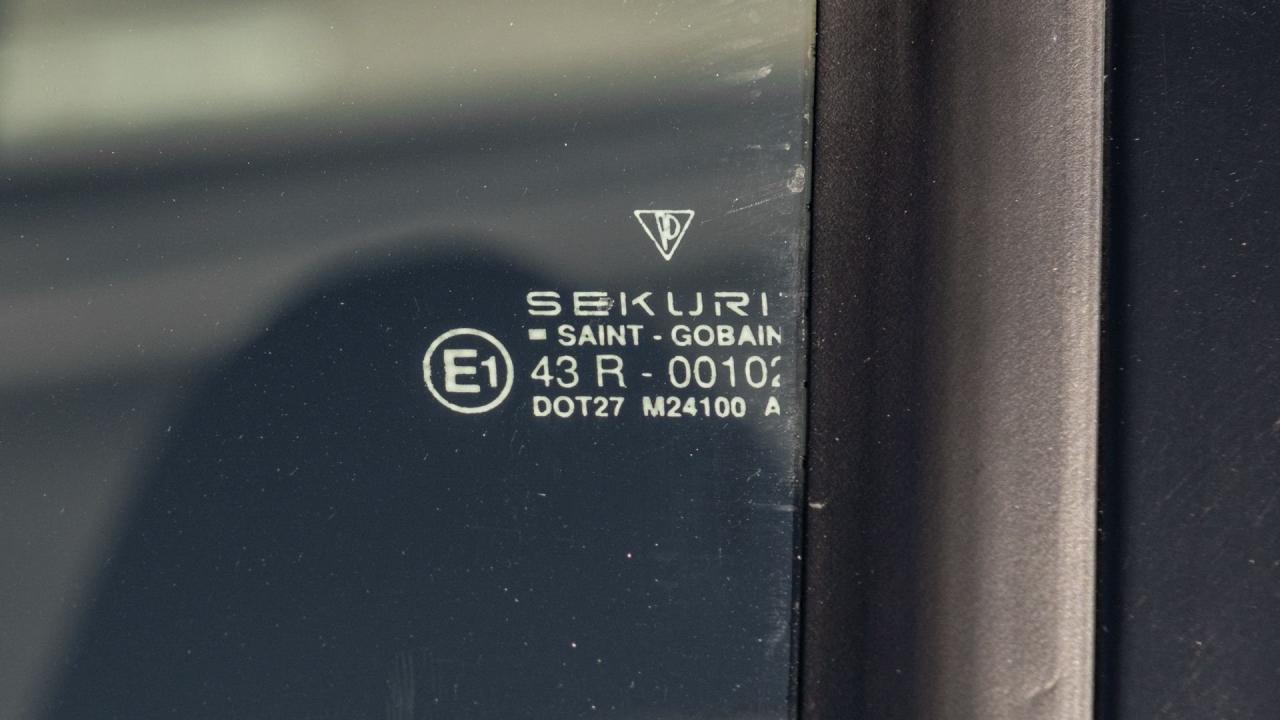 SEKURI
SAINT - GOBAIN
E1
43 R - 00102
DOT27 M24100 A